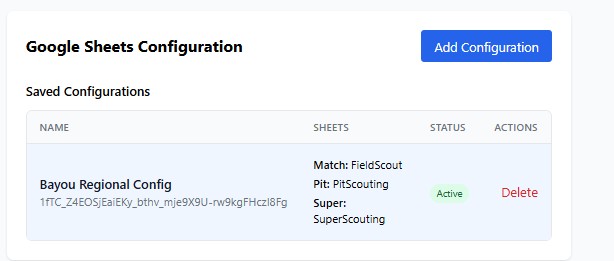 Google Sheets Configuration
Add Configuration
Saved Configurations
NAME SHEETS STATUS ACTIONS
Match: FieldScout
Bayou Regional Config
Pit: PitScouting
1fTC_Z4EOSjEaiEKy_bthv_mje9X9U-rw9kgFHczI8Fg
Active
Delete
Super:
SuperScouting